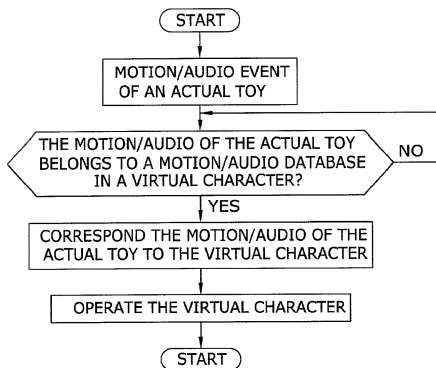 START
MOTION/AUDIO EVENT
OF AN ACTUAL TOY
THE MOTION/AUDIO OF THE ACTUAL TOY
BELONGS TO A MOTION/AUDIO DATABASE
IN A VIRTUAL CHARACTER?
NO
YES
CORRESPOND THE MOTION/AUDIO OF THE
ACTUAL TOY TO THE VIRTUAL CHARACTER
OPERATE THE VIRTUAL CHARACTER
START